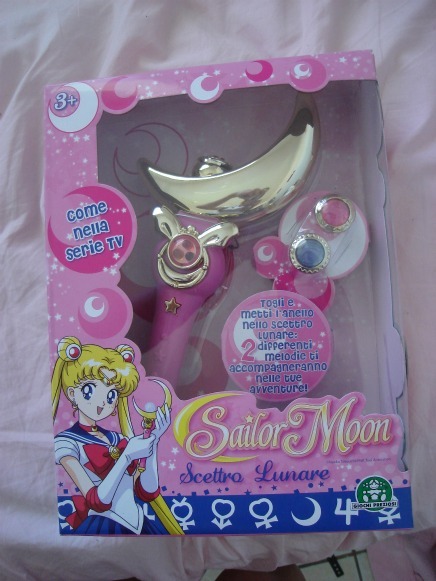 3+
come
nella
serie TV
Togli e
metti l'anello
nello scettro
lunare:
2 differenti
melodie ti
accompagneranno
nelle tue
avventure!
Sailor Moon
Scettro Lunare
GIOCHI PREZIOSI